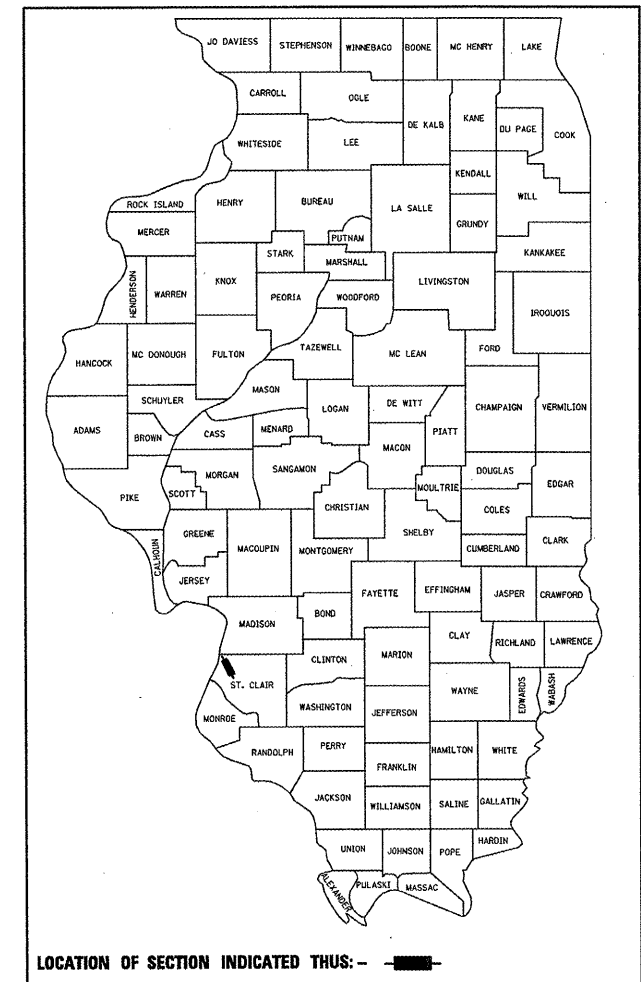 JO DAVIESS
STEPHENSON
WINNEBAGO
BOONE
MC HENRY
LAKE
CARROLL
OGLE
DE KALB
KANE
DU PAGE
COOK
WHITESIDE
LEE
KENDALL
WILL
ROCK ISLAND
HENRY
BUREAU
LA SALLE
GRUNDY
MERCER
PUTNAM
STARK
MARSHALL
KANKAKEE
HENDERSON
WARREN
KNOX
PEORIA
WOODFORD
LIVINGSTON
IROQUOIS
HANCOCK
MC DONOUGH
FULTON
TAZEWELL
MC LEAN
FORD
SCHUYLER
MASON
LOGAN
DE WITT
CHAMPAIGN
VERMILION
ADAMS
BROWN
CASS
MENARD
MACON
PIATT
PIKE
SCOTT
MORGAN
SANGAMON
CHRISTIAN
MOULTRIE
DOUGLAS
EDGAR
COLES
CALHOUN
GREENE
MACOUPIN
MONTGOMERY
SHELBY
CUMBERLAND
CLARK
JERSEY
FAYETTE
EFFINGHAM
JASPER
CRAWFORD
MADISON
BOND
CLAY
RICHLAND
LAWRENCE
CLINTON
MARION
ST. CLAIR
WAYNE
EDWARDS
WABASH
MONROE
WASHINGTON
JEFFERSON
RANDOLPH
PERRY
HAMILTON
WHITE
FRANKLIN
JACKSON
WILLIAMSON
SALINE
GALLATIN
UNION
JOHNSON
POPE
HARDIN
ALEXANDER
PULASKI
MASSAC
LOCATION OF SECTION INDICATED THUS: -